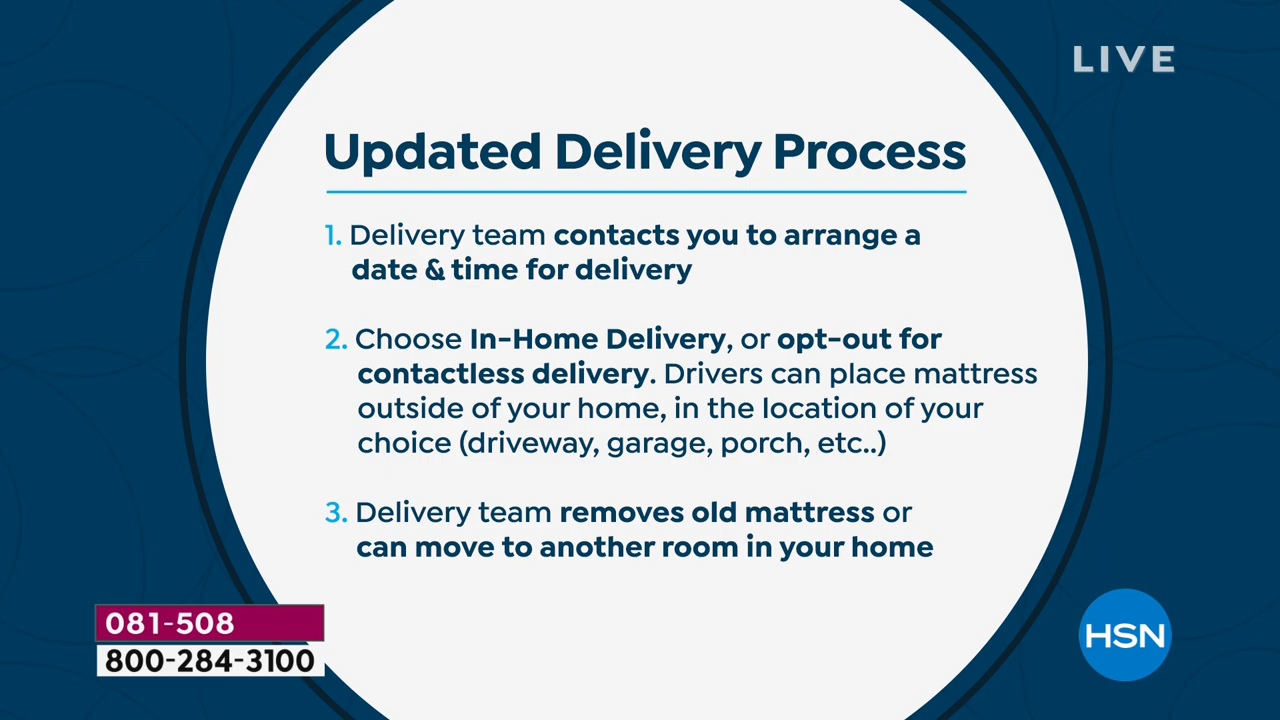 LIVE
Updated Delivery Process
1. Delivery team contacts you to arrange a
date & time for delivery
2. Choose In-Home Delivery, or opt-out for
contactless delivery. Drivers can place mattress
outside of your home, in the location of your
choice (driveway, garage, porch, etc..)
3. Delivery team removes old mattress or
can move to another room in your home
081-508
800-284-3100
HSN